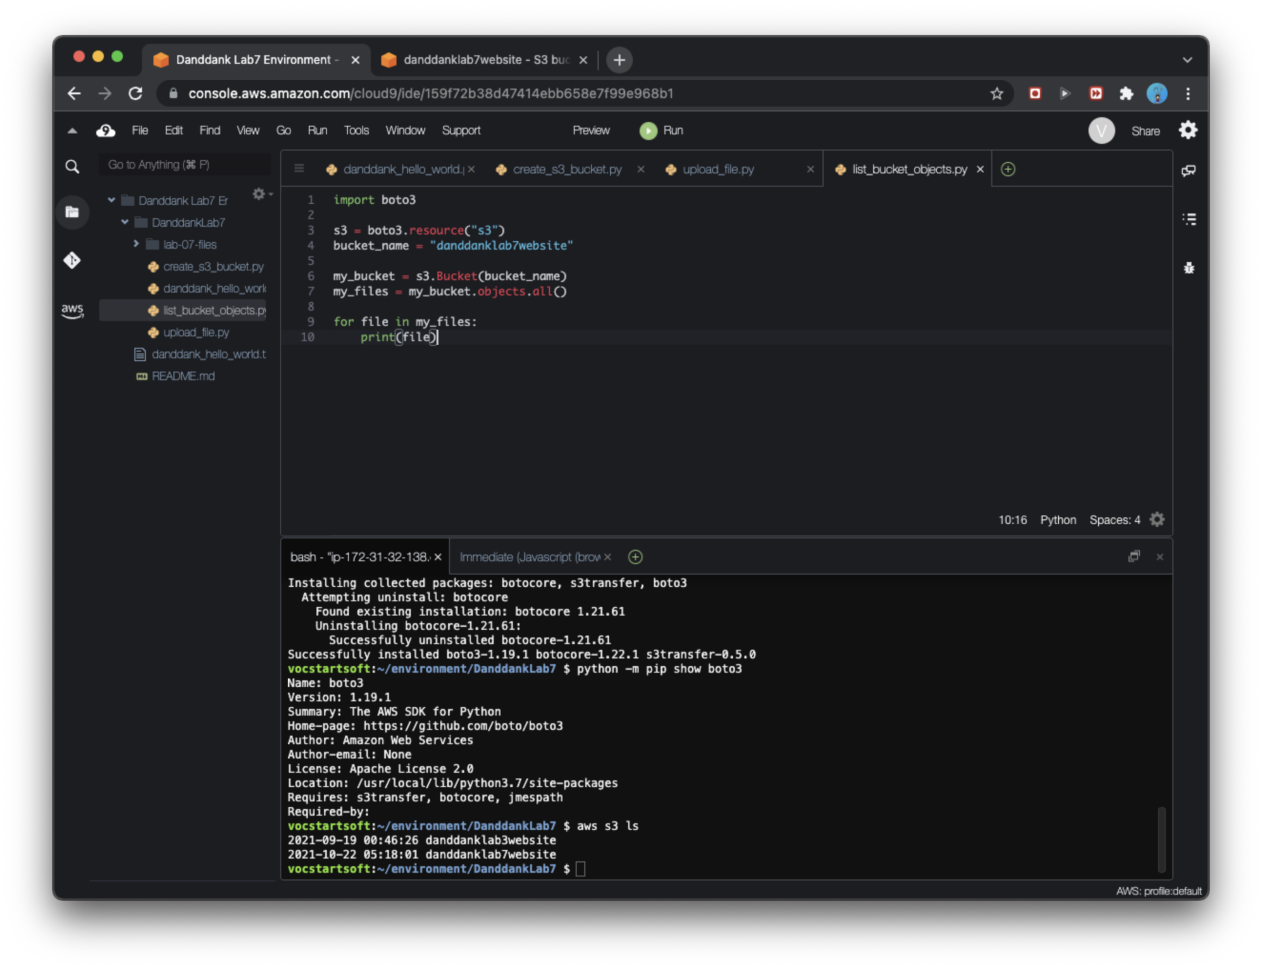 Danddank Lab7 Environment -
danddanklab7website - S3 buc
console.aws.amazon.com/cloud9/ide/159f72b38d47414ebb658e7f99e968b1
9 File Edit Find View Go Run Tools Window Support Preview Run V Share
Go to Anything (⌘ P)
Danddank Lab7 Er
DanddankLab7
lab-07-files
create_s3_bucket.py
danddank_hello_worl
list_bucket_objects.py
upload_file.py
danddank_hello_world.t
README.md
aws
danddank_hello_world.p create_s3_bucket.py upload_file.py list_bucket_objects.py
1 import boto3
2
3 s3 = boto3.resource("s3")
4 bucket_name = "danddanklab7website"
5
6 my_bucket = s3.Bucket(bucket_name)
7 my_files = my_bucket.objects.all()
8
9 for file in my_files:
10 print(file)
10:16 Python Spaces: 4
bash - "ip-172-31-32-138. Immediate (Javascript (brow
Installing collected packages: botocore, s3transfer, boto3
Attempting uninstall: botocore
Found existing installation: botocore 1.21.61
Uninstalling botocore-1.21.61:
Successfully uninstalled botocore-1.21.61
Successfully installed boto3-1.19.1 botocore-1.22.1 s3transfer-0.5.0
vocstartsoft:~/environment/DanddankLab7 $ python -m pip show boto3
Name: boto3
Version: 1.19.1
Summary: The AWS SDK for Python
Home-page: https://github.com/boto/boto3
Author: Amazon Web Services
Author-email: None
License: Apache License 2.0
Location: /usr/local/lib/python3.7/site-packages
Requires: s3transfer, botocore, jmespath
Required-by:
vocstartsoft:~/environment/DanddankLab7 $ aws s3 ls
2021-09-19 00:46:26 danddanklab3website
2021-10-22 05:18:01 danddanklab7website
vocstartsoft:~/environment/DanddankLab7 $
AWS: profile:default